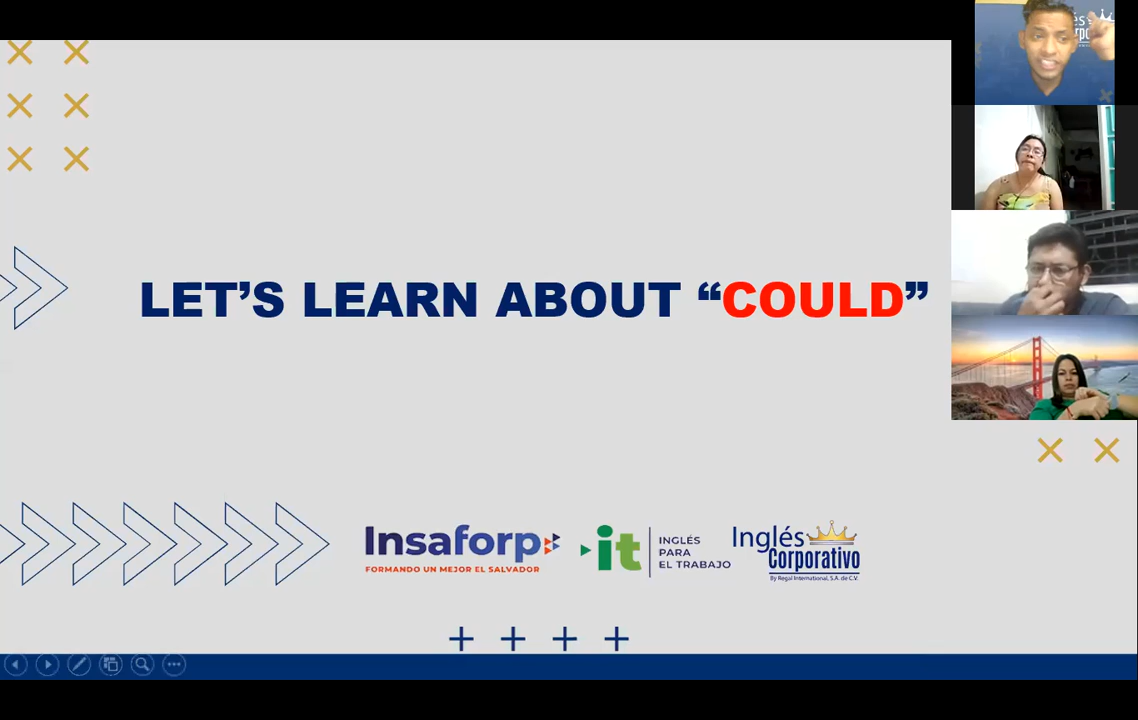 LET'S LEARN ABOUT “COULD”
Insaforp
FORMANDO UN MEJOR EL SALVADOR
it
INGLÉS
PARA
EL TRABAJO
Inglés
Corporativo
By Regal International, S.A. de C.V.